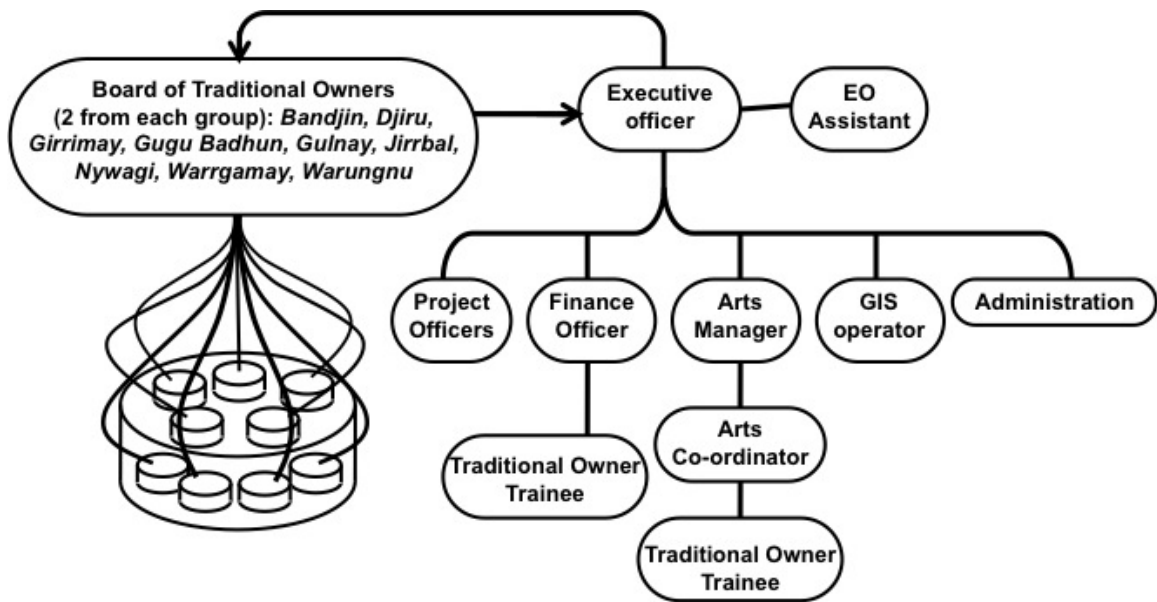 Board of Traditional Owners
(2 from each group): Bandjin, Djiru,
Girrimay, Gugu Badhun, Gulnay, Jirrbal,
Nywagi, Warrgamay, Warungnu
Executive
officer
EO
Assistant
Project
Officers
Finance
Officer
Arts
Manager
GIS
operator
Administration
Traditional Owner
Trainee
Arts
Co-ordinator
Traditional Owner
Trainee